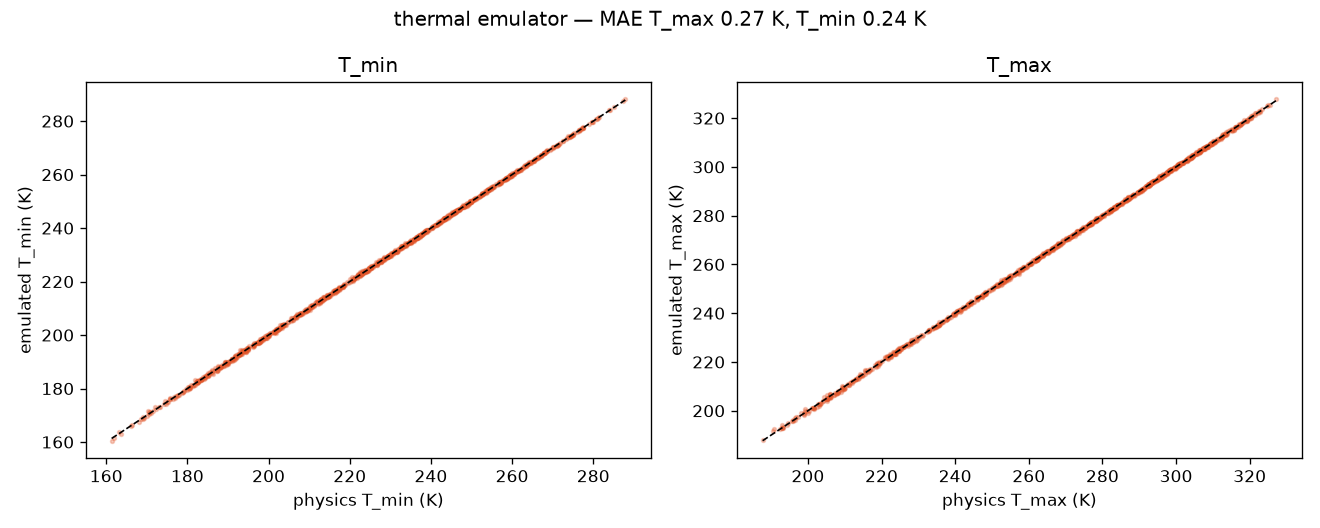 thermal emulator — MAE T_max 0.27 K, T_min 0.24 K
T_min
280
260
240
220
200
180
160
emulated T_min (K)
160 180 200 220 240 260 280
physics T_min (K)
T_max
320
300
280
260
240
220
200
emulated T_max (K)
200 220 240 260 280 300 320
physics T_max (K)